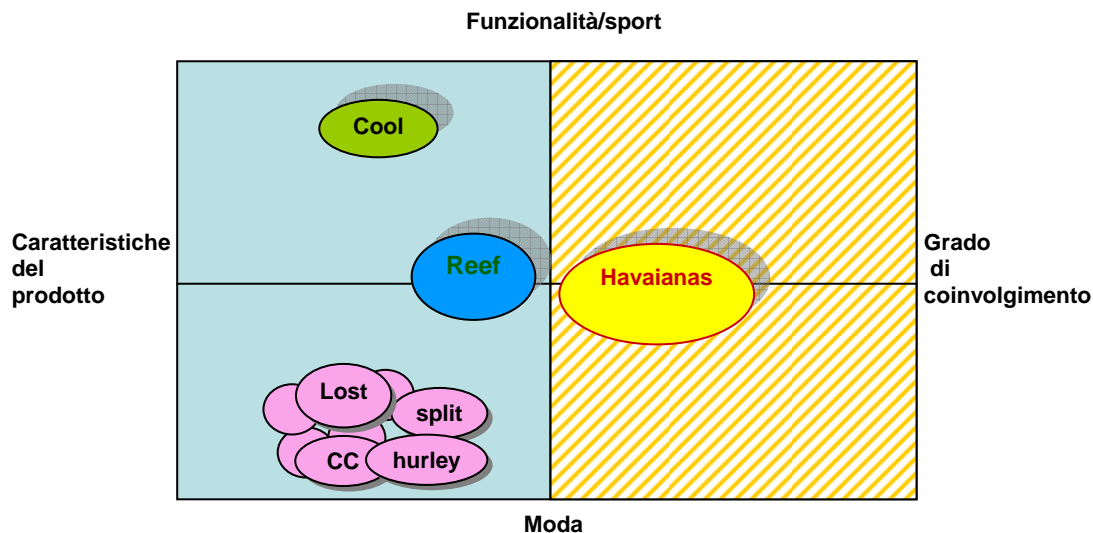 Funzionalità/sport
Cool
Caratteristiche
del
prodotto
Reef
Havaianas
Grado
di
coinvolgimento
Lost
split
CC
hurley
Moda